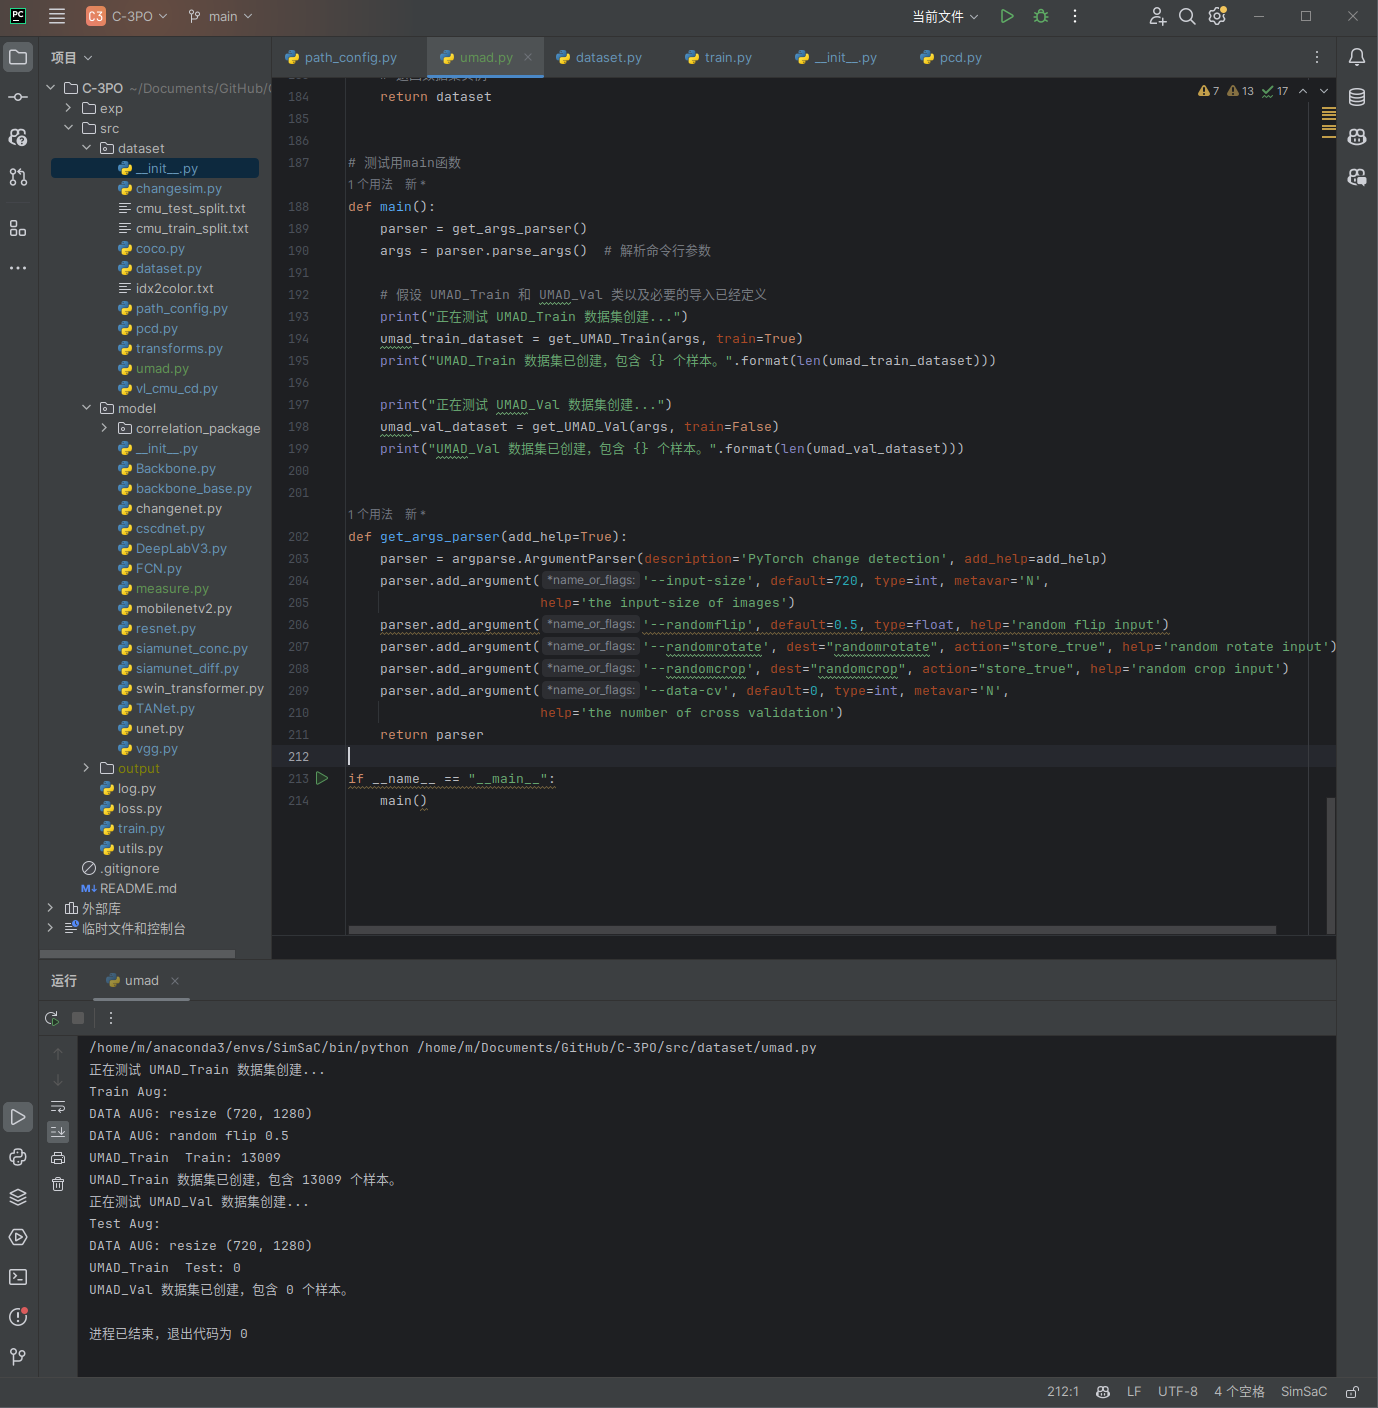 PC
C3 C-3PO main 当前文件
项目
path_config.py umad.py dataset.py train.py __init__.py pcd.py
C-3PO ~/Documents/GitHub/
exp
src
dataset
__init__.py
changesim.py
cmu_test_split.txt
cmu_train_split.txt
coco.py
dataset.py
idx2color.txt
path_config.py
pcd.py
transforms.py
umad.py
vl_cmu_cd.py
model
correlation_package
__init__.py
Backbone.py
backbone_base.py
changenet.py
cscdnet.py
DeepLabV3.py
FCN.py
measure.py
mobilenetv2.py
resnet.py
siamunet_conc.py
siamunet_diff.py
swin_transformer.py
TANet.py
unet.py
vgg.py
output
log.py
loss.py
train.py
utils.py
.gitignore
M↓ README.md
外部库
临时文件和控制台
7 13 17
184 return dataset
185
186
187 # 测试用main函数
1 个用法 新 *
188 def main():
189 parser = get_args_parser()
190 args = parser.parse_args() # 解析命令行参数
191
192 # 假设 UMAD_Train 和 UMAD_Val 类以及必要的导入已经定义
193 print("正在测试 UMAD_Train 数据集创建...")
194 umad_train_dataset = get_UMAD_Train(args, train=True)
195 print("UMAD_Train 数据集已创建，包含 {} 个样本。".format(len(umad_train_dataset)))
196
197 print("正在测试 UMAD_Val 数据集创建...")
198 umad_val_dataset = get_UMAD_Val(args, train=False)
199 print("UMAD_Val 数据集已创建，包含 {} 个样本。".format(len(umad_val_dataset)))
200
201
1 个用法 新 *
202 def get_args_parser(add_help=True):
203 parser = argparse.ArgumentParser(description='PyTorch change detection', add_help=add_help)
204 parser.add_argument( *name_or_flags: '--input-size', default=720, type=int, metavar='N',
205 help='the input-size of images')
206 parser.add_argument( *name_or_flags: '--randomflip', default=0.5, type=float, help='random flip input')
207 parser.add_argument( *name_or_flags: '--randomrotate', dest="randomrotate", action="store_true", help='random rotate input')
208 parser.add_argument( *name_or_flags: '--randomcrop', dest="randomcrop", action="store_true", help='random crop input')
209 parser.add_argument( *name_or_flags: '--data-cv', default=0, type=int, metavar='N',
210 help='the number of cross validation')
211 return parser
212
213 if __name__ == "__main__":
214 main()
运行 umad
/home/m/anaconda3/envs/SimSaC/bin/python /home/m/Documents/GitHub/C-3PO/src/dataset/umad.py
正在测试 UMAD_Train 数据集创建...
Train Aug:
DATA AUG: resize (720, 1280)
DATA AUG: random flip 0.5
UMAD_Train  Train: 13009
UMAD_Train 数据集已创建，包含 13009 个样本。
正在测试 UMAD_Val 数据集创建...
Test Aug:
DATA AUG: resize (720, 1280)
UMAD_Train  Test: 0
UMAD_Val 数据集已创建，包含 0 个样本。
进程已结束，退出代码为 0
212:1 LF UTF-8 4 个空格 SimSaC